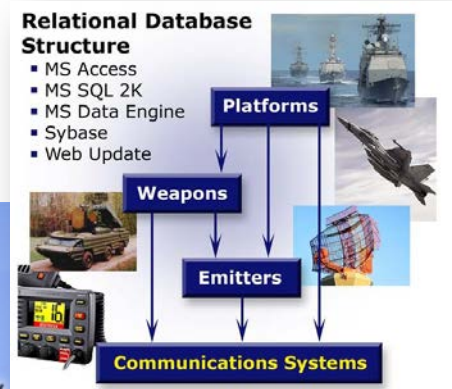 Relational Database
Structure
▪ MS Access
▪ MS SQL 2K
▪ MS Data Engine
▪ Sybase
▪ Web Update
Platforms
Weapons
Emitters
16
Communications Systems